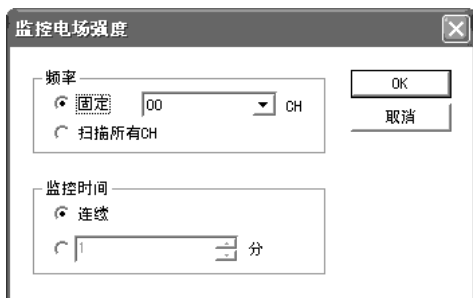 监控电场强度
频率
固定 00 CH
扫描所有CH
监控时间
连续
1 分
OK
取消